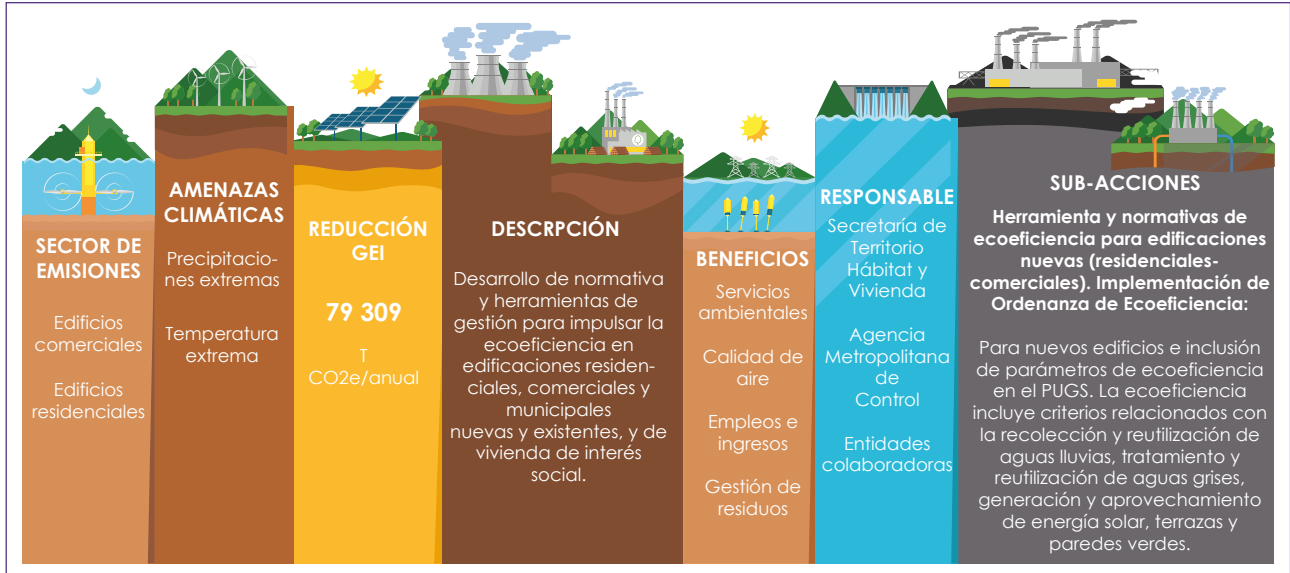 SECTOR DE
EMISIONES
Edificios
comerciales
Edificios
residenciales
AMENAZAS
CLIMÁTICAS
Precipitacio-
nes extremas
Temperatura
extrema
REDUCCIÓN
GEI
79 309
T
CO2e/anual
DESCRPCIÓN
Desarrollo de normativa
y herramientas de
gestión para impulsar la
ecoeficiencia en
edificaciones residen-
ciales, comerciales y
municipales
nuevas y existentes, y de
vivienda de interés
social.
BENEFICIOS
Servicios
ambientales
Calidad de
aire
Empleos e
ingresos
Gestión de
residuos
RESPONSABLE
Secretaría de
Territorio
Hábitat y
Vivienda
Agencia
Metropolitana
de
Control
Entidades
colaboradoras
SUB-ACCIONES
Herramienta y normativas de
ecoeficiencia para edificaciones
nuevas (residenciales-
comerciales). Implementación de
Ordenanza de Ecoeficiencia:
Para nuevos edificios e inclusión
de parámetros de ecoeficiencia
en el PUGS. La ecoeficiencia
incluye criterios relacionados con
la recolección y reutilización de
aguas lluvias, tratamiento y
reutilización de aguas grises,
generación y aprovechamiento
de energía solar, terrazas y
paredes verdes.